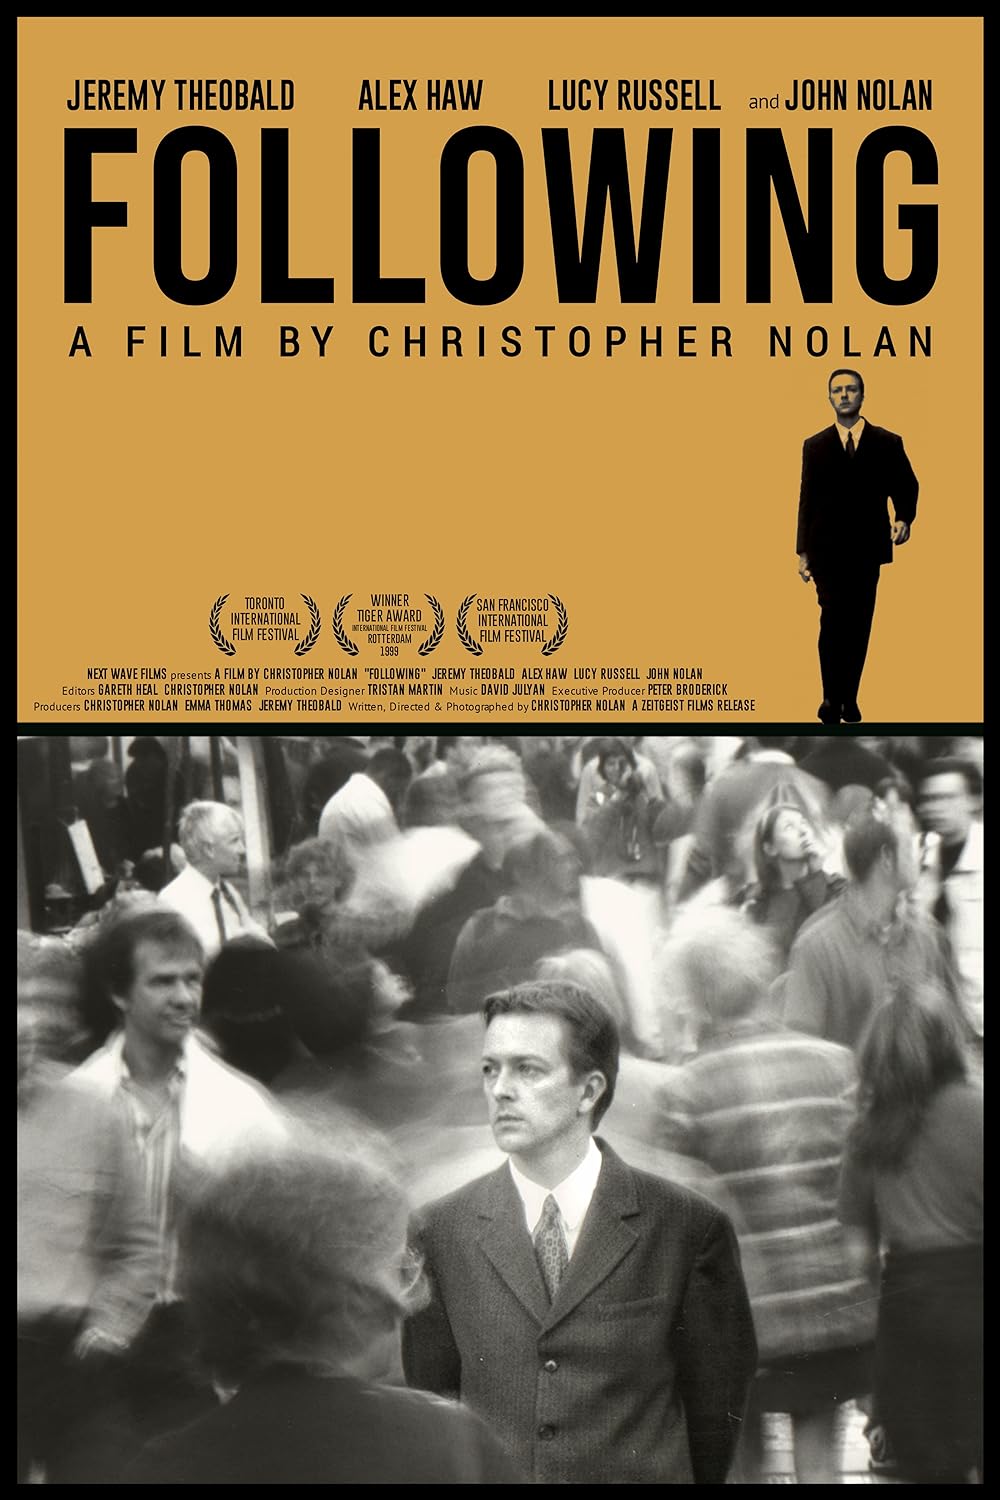 JEREMY THEOBALD ALEX HAW LUCY RUSSELL and JOHN NOLAN
FOLLOWING
A FILM BY CHRISTOPHER NOLAN
TORONTO
INTERNATIONAL
FILM FESTIVAL
WINNER
TIGER AWARD
INTERNATIONAL FILM FESTIVAL
ROTTERDAM
1999
SAN FRANCISCO
INTERNATIONAL
FILM FESTIVAL
NEXT WAVE FILMS presents A FILM BY CHRISTOPHER NOLAN "FOLLOWING" JEREMY THEOBALD ALEX HAW LUCY RUSSELL JOHN NOLAN
Editors GARETH HEAL CHRISTOPHER NOLAN Production Designer TRISTAN MARTIN Music DAVID JULYAN Executive Producer PETER BRODERICK
Producers CHRISTOPHER NOLAN EMMA THOMAS JEREMY THEOBALD Written, Directed & Photographed by CHRISTOPHER NOLAN A ZEITGEIST FILMS RELEASE